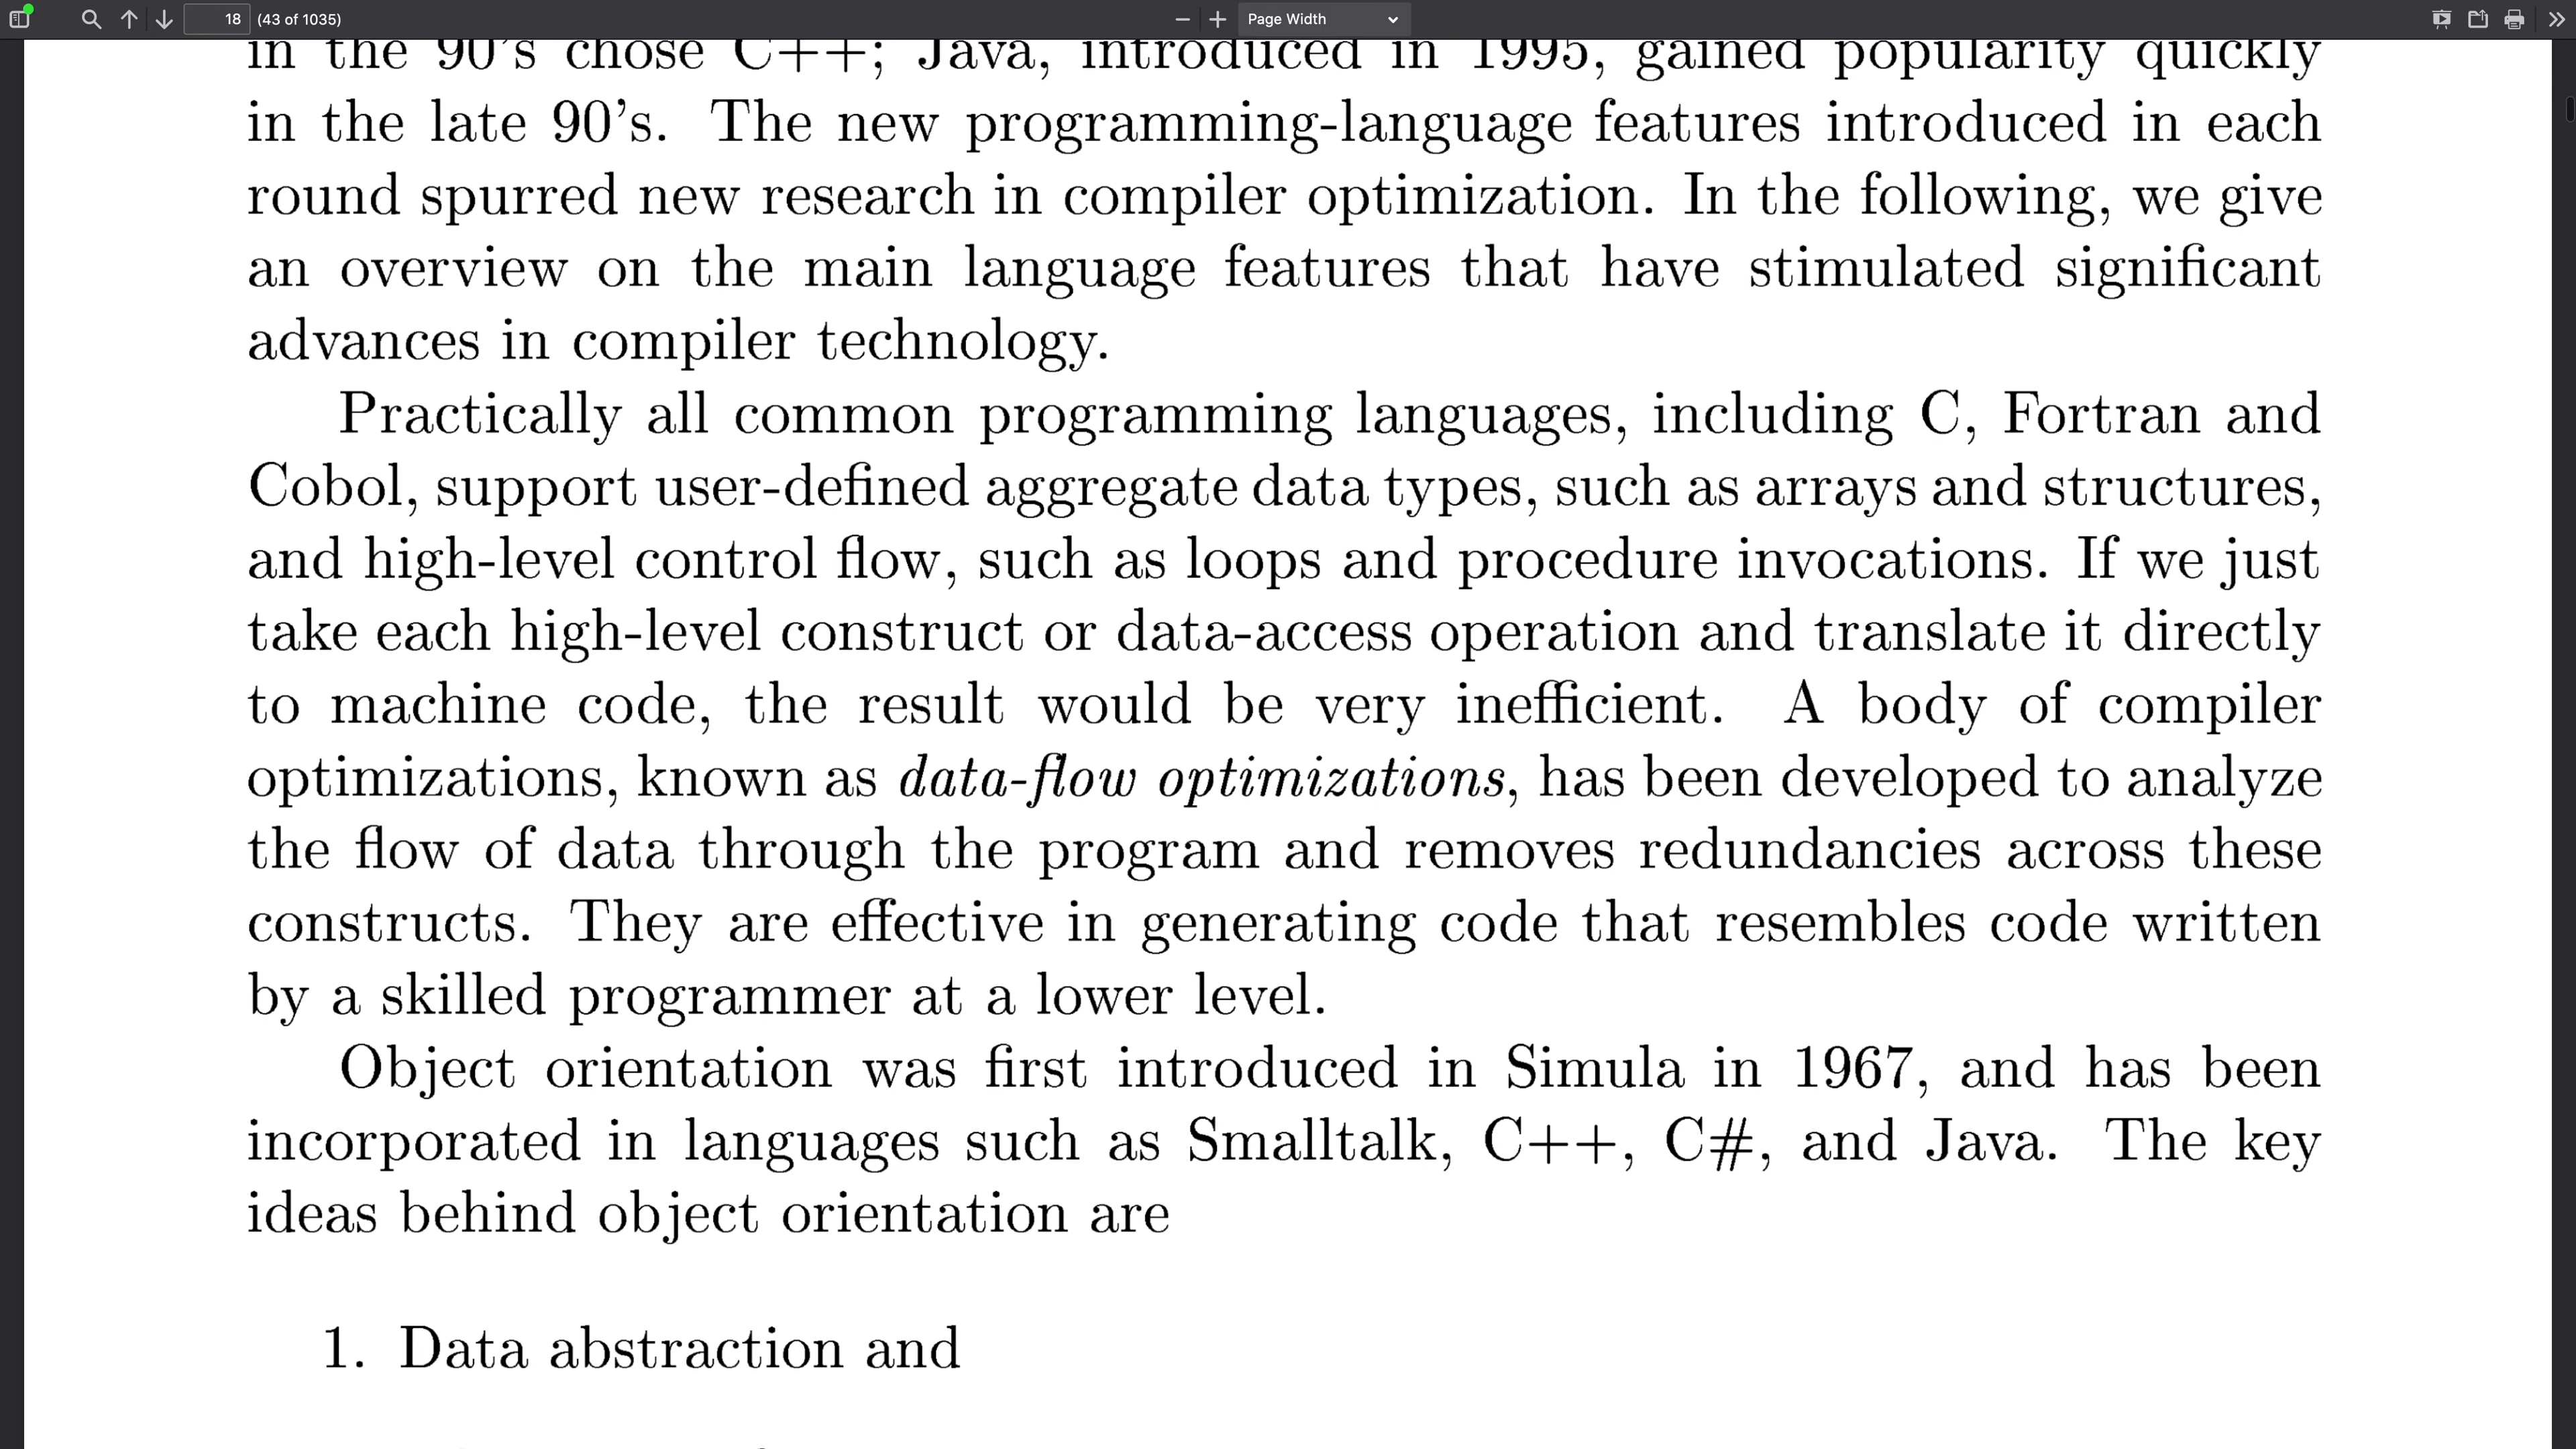 18 (43 of 1035) Page Width
in the 90's chose C++; Java, introduced in 1995, gained popularity quickly
in the late 90's. The new programming-language features introduced in each
round spurred new research in compiler optimization. In the following, we give
an overview on the main language features that have stimulated significant
advances in compiler technology.
Practically all common programming languages, including C, Fortran and
Cobol, support user-defined aggregate data types, such as arrays and structures,
and high-level control flow, such as loops and procedure invocations. If we just
take each high-level construct or data-access operation and translate it directly
to machine code, the result would be very inefficient. A body of compiler
optimizations, known as data-flow optimizations, has been developed to analyze
the flow of data through the program and removes redundancies across these
constructs. They are effective in generating code that resembles code written
by a skilled programmer at a lower level.
Object orientation was first introduced in Simula in 1967, and has been
incorporated in languages such as Smalltalk, C++, C#, and Java. The key
ideas behind object orientation are
1. Data abstraction and